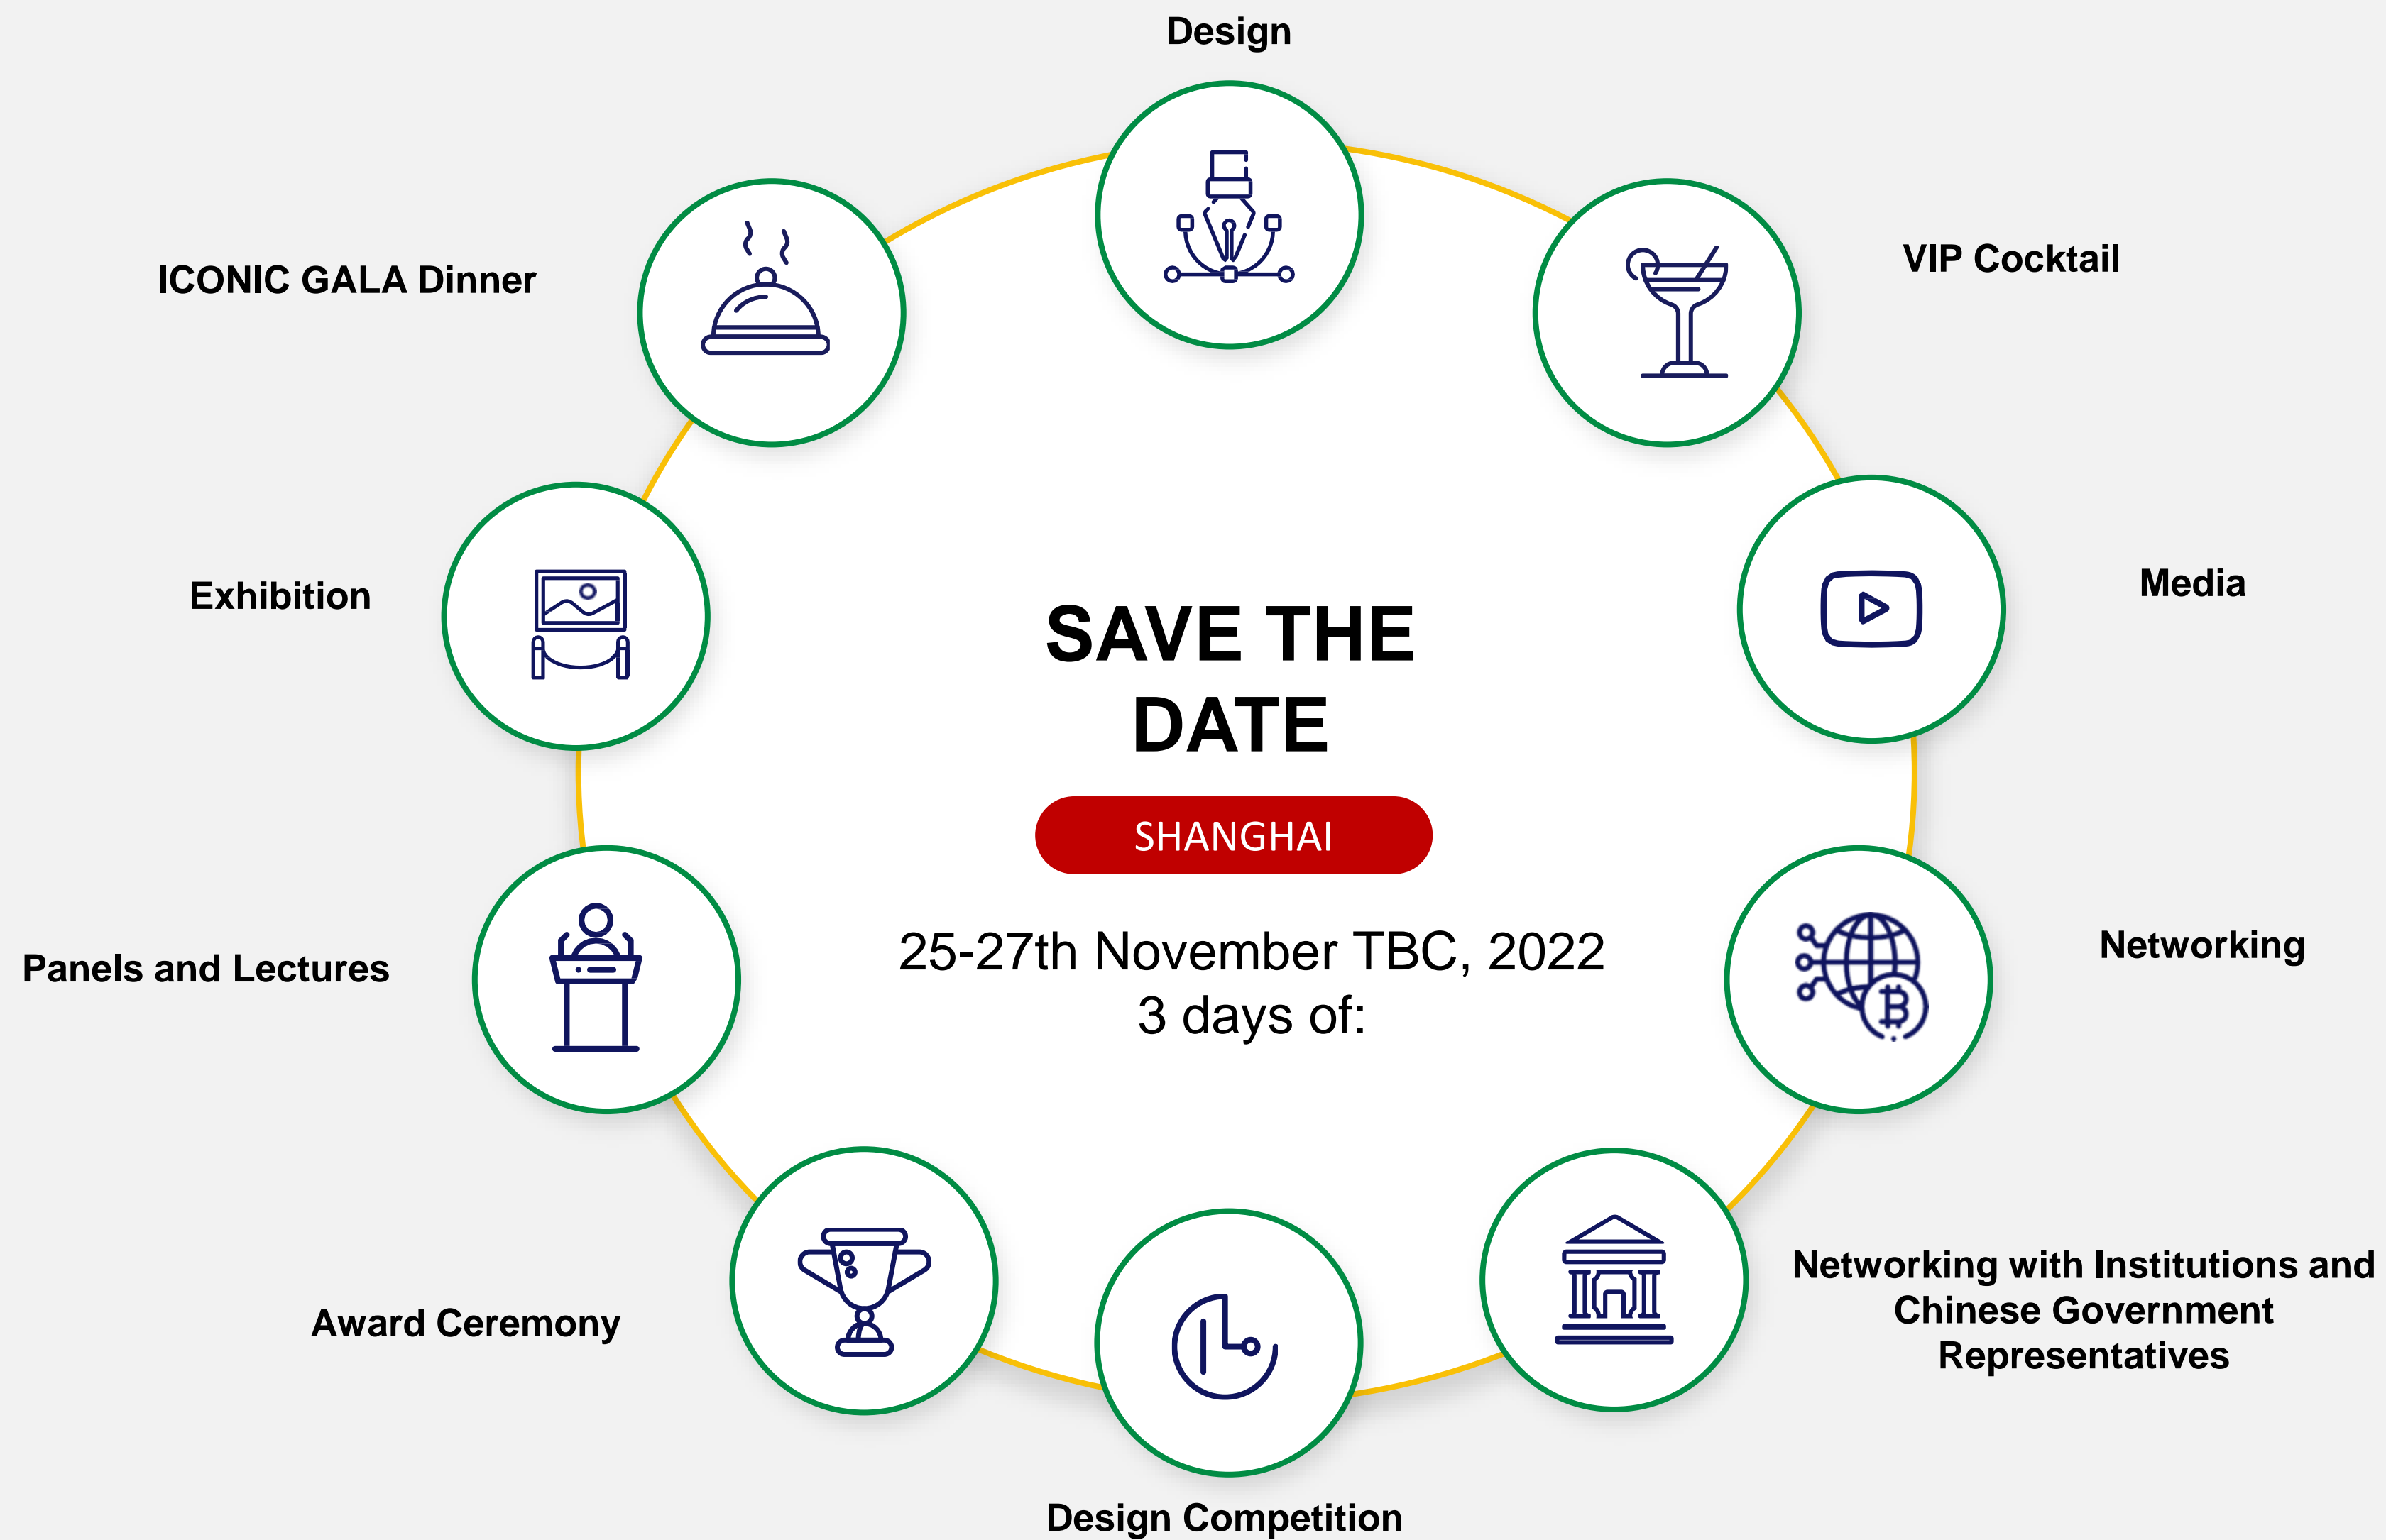 Design
VIP Cocktail
ICONIC GALA Dinner
Media
Exhibition
SAVE THE
DATE
SHANGHAI
25-27th November TBC, 2022
3 days of:
Networking
Panels and Lectures
Networking with Institutions and
Chinese Government
Representatives
Award Ceremony
Design Competition